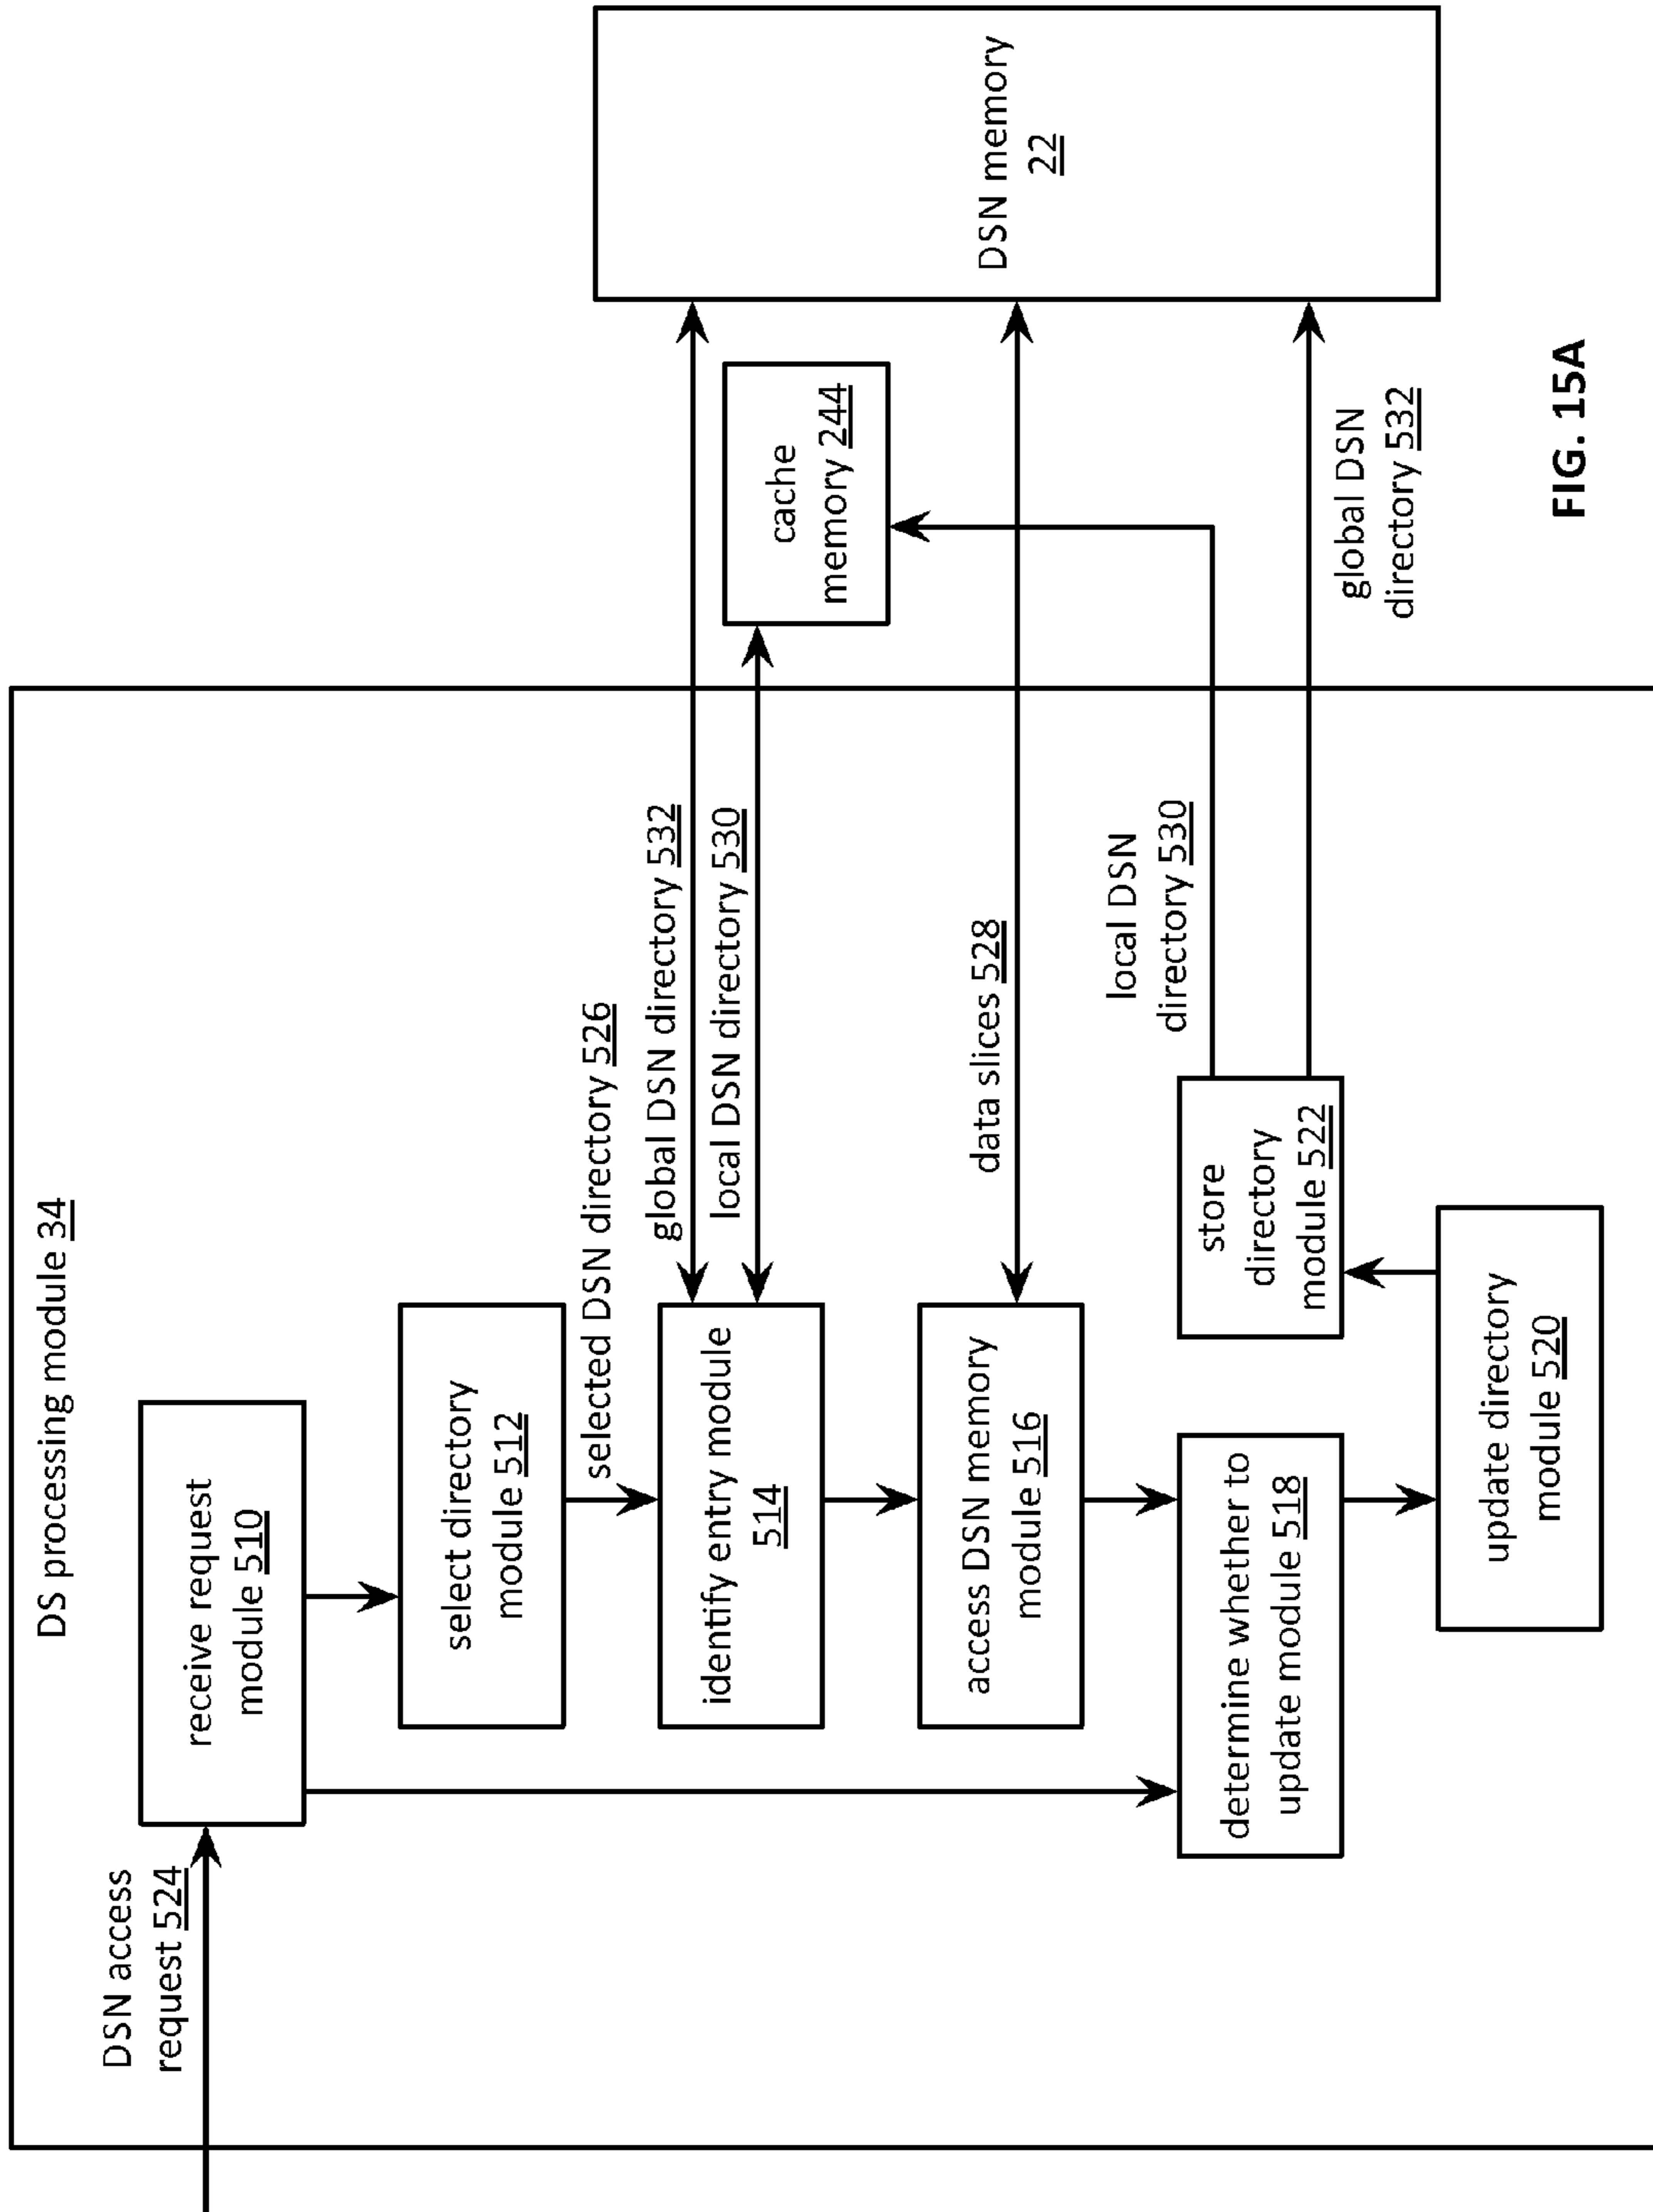 DS processing module 34
DSN access
request 524
receive request
module 510
select directory
module 512
selected DSN directory 526
global DSN directory 532
local DSN directory 530
identify entry module
514
cache
memory 244
DSN memory
22
data slices 528
access DSN memory
module 516
local DSN
directory 530
global DSN
directory 532
determine whether to
update module 518
store
directory
module 522
update directory
module 520
FIG. 15A